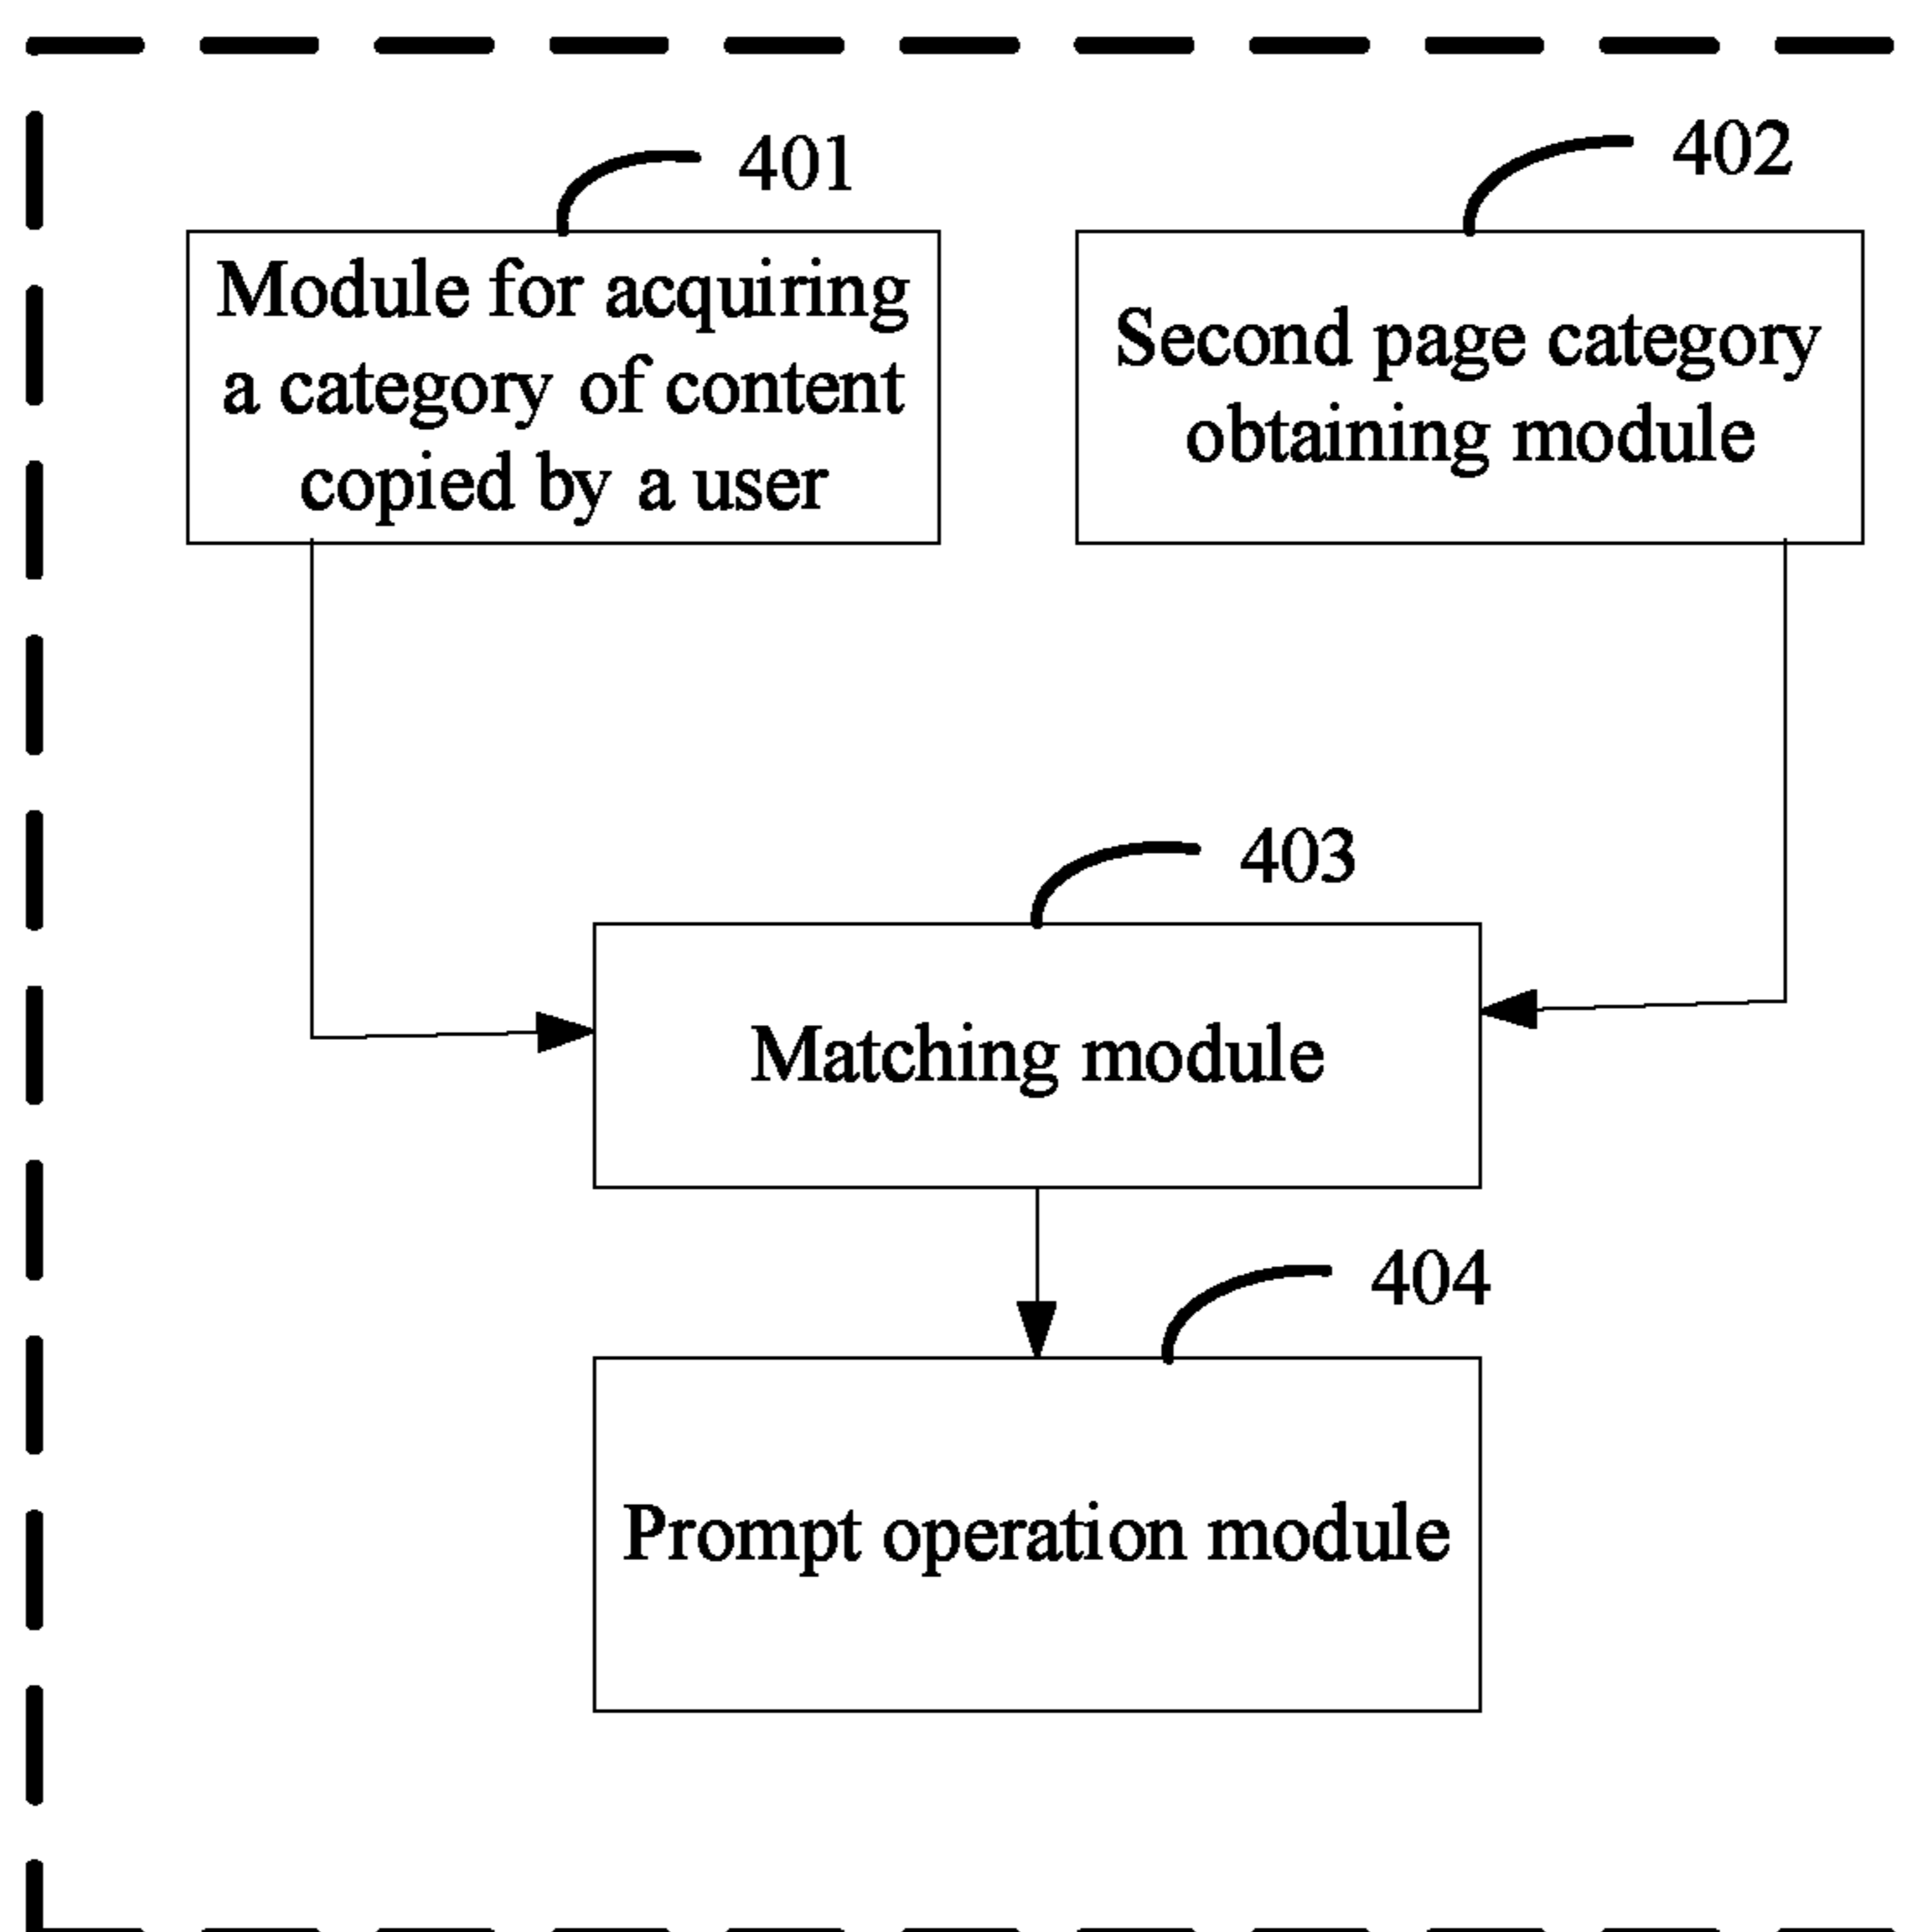 401
402
Module for acquiring
a category of content
copied by a user
Second page category
obtaining module
403
Matching module
404
Prompt operation module